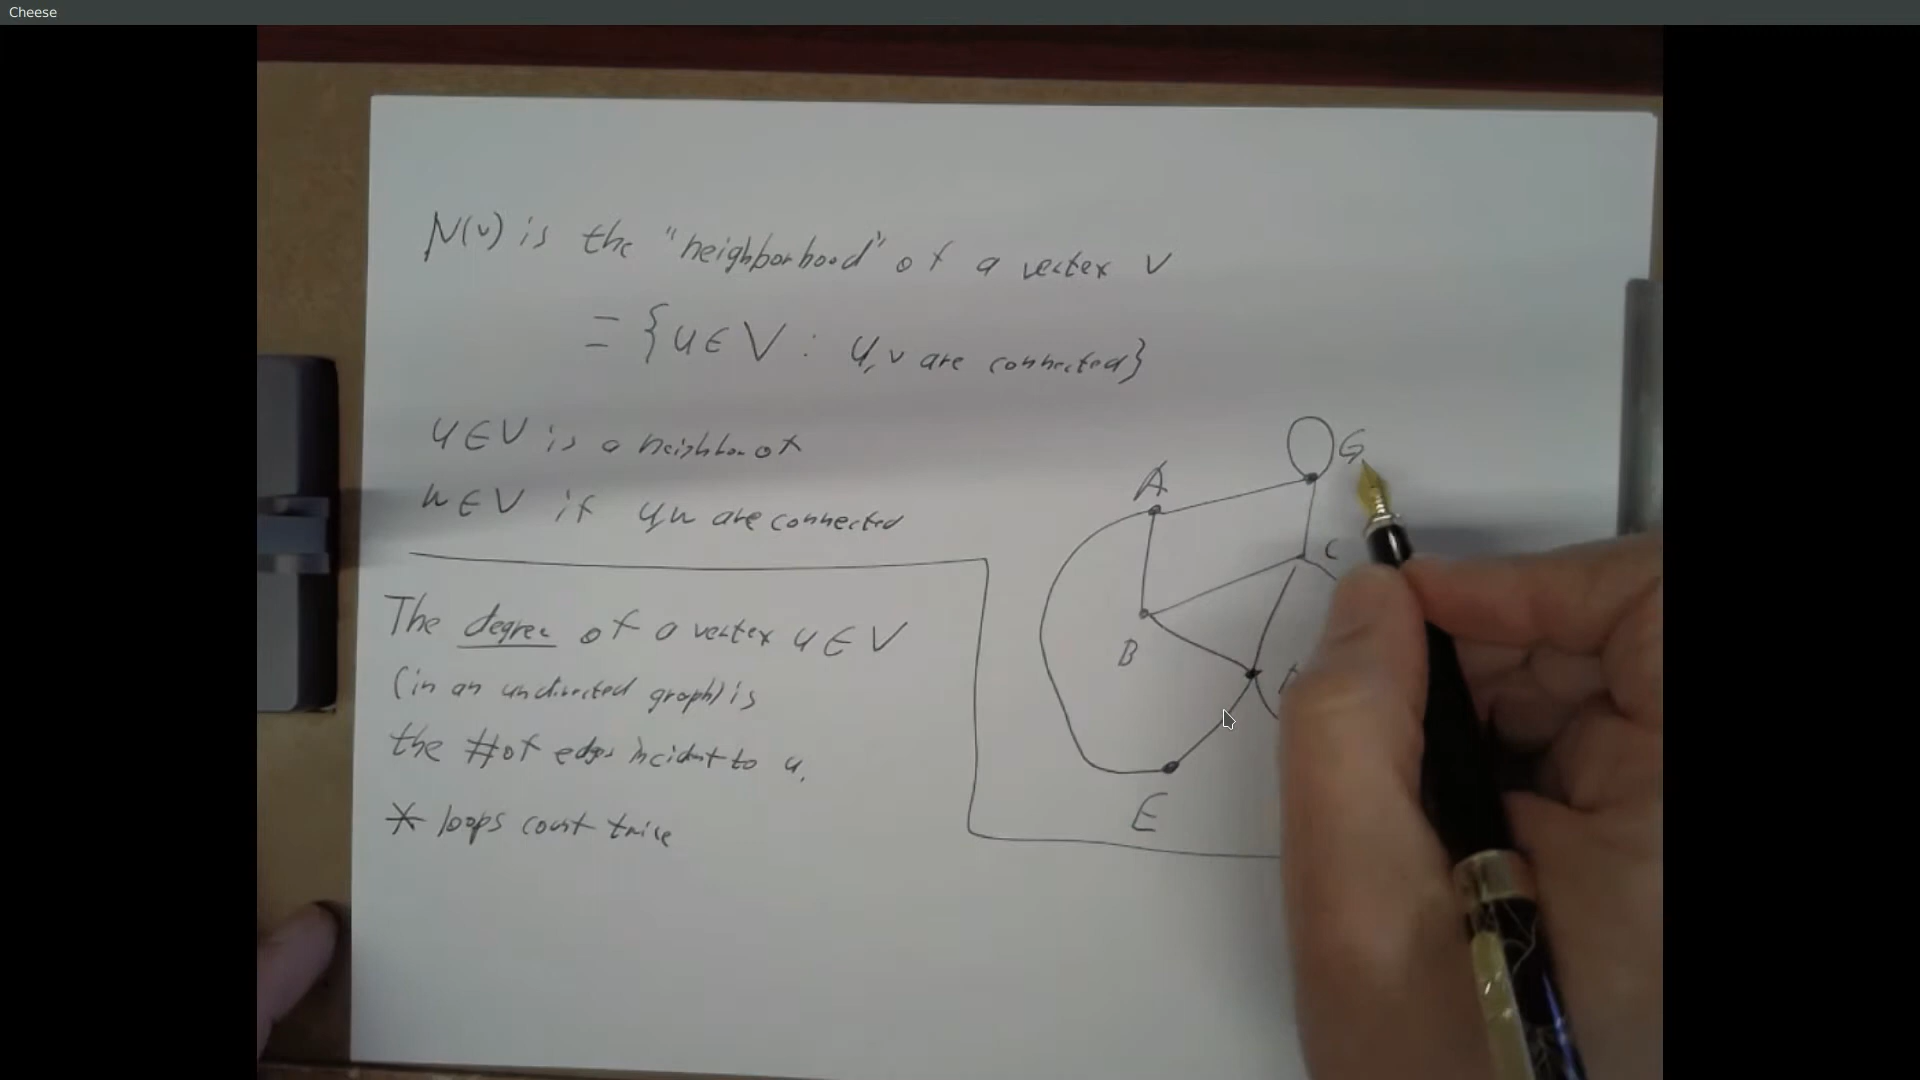 Cheese
N(v) is the "neighborhood" of a vertex v
= {u∈V : u,v are connected}
u∈V is a neighbor of
w∈V if u,w are connected
The degree of a vertex u∈V
(in an undirected graph) is
the # of edges incident to u.
* loops count twice
G
A
C
B
E